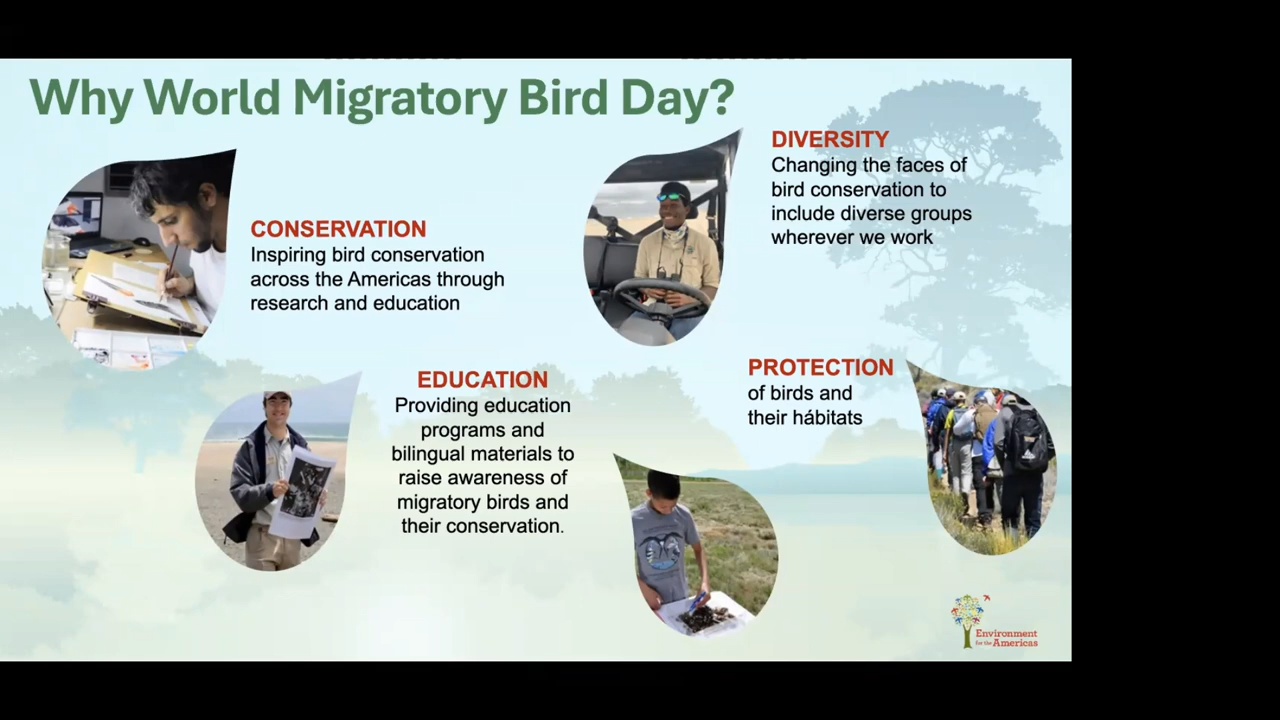 Why World Migratory Bird Day?
CONSERVATION
Inspiring bird conservation
across the Americas through
research and education
DIVERSITY
Changing the faces of
bird conservation to
include diverse groups
wherever we work
EDUCATION
Providing education
programs and
bilingual materials to
raise awareness of
migratory birds and
their conservation.
PROTECTION
of birds and
their hábitats
Environment
for the Americas